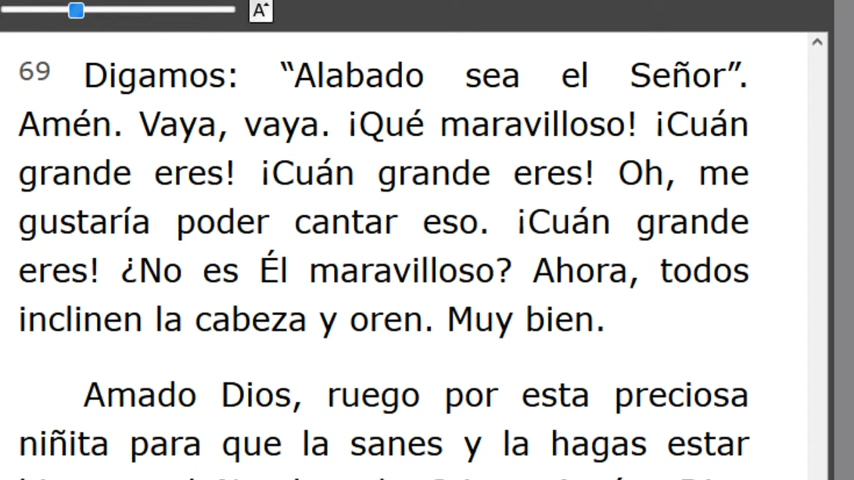 A
69 Digamos: “Alabado sea el Señor”.
Amén. Vaya, vaya. ¡Qué maravilloso! ¡Cuán
grande eres! ¡Cuán grande eres! Oh, me
gustaría poder cantar eso. ¡Cuán grande
eres! ¿No es Él maravilloso? Ahora, todos
inclinen la cabeza y oren. Muy bien.
Amado Dios, ruego por esta preciosa
niñita para que la sanes y la hagas estar